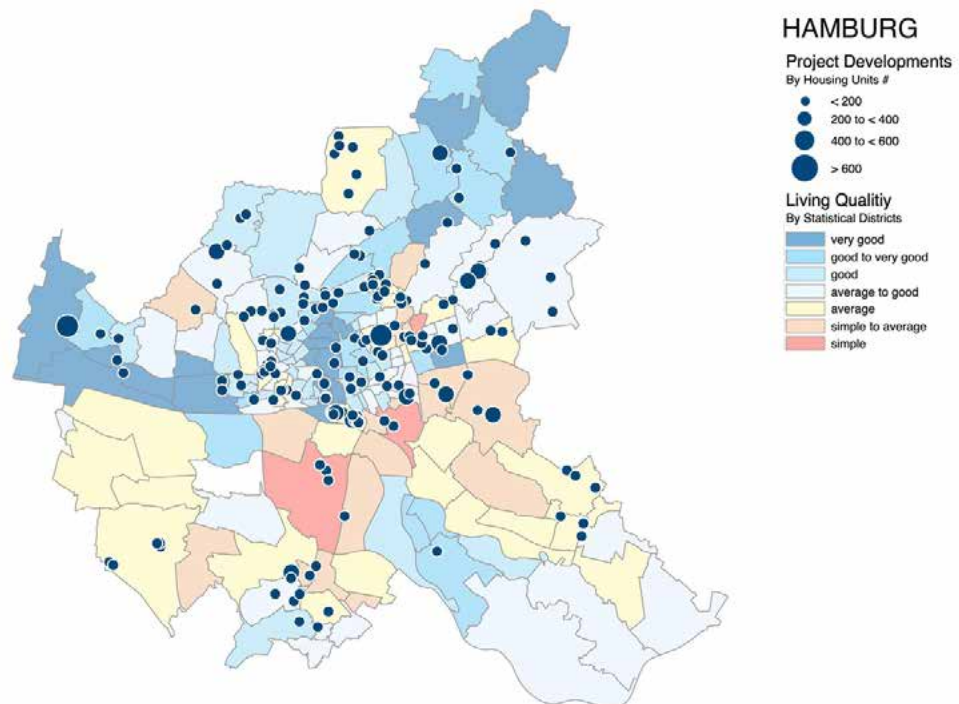 HAMBURG
Project Developments
By Housing Units #
< 200
200 to < 400
400 to < 600
> 600
Living Qualitiy
By Statistical Districts
very good
good to very good
good
average to good
average
simple to average
simple